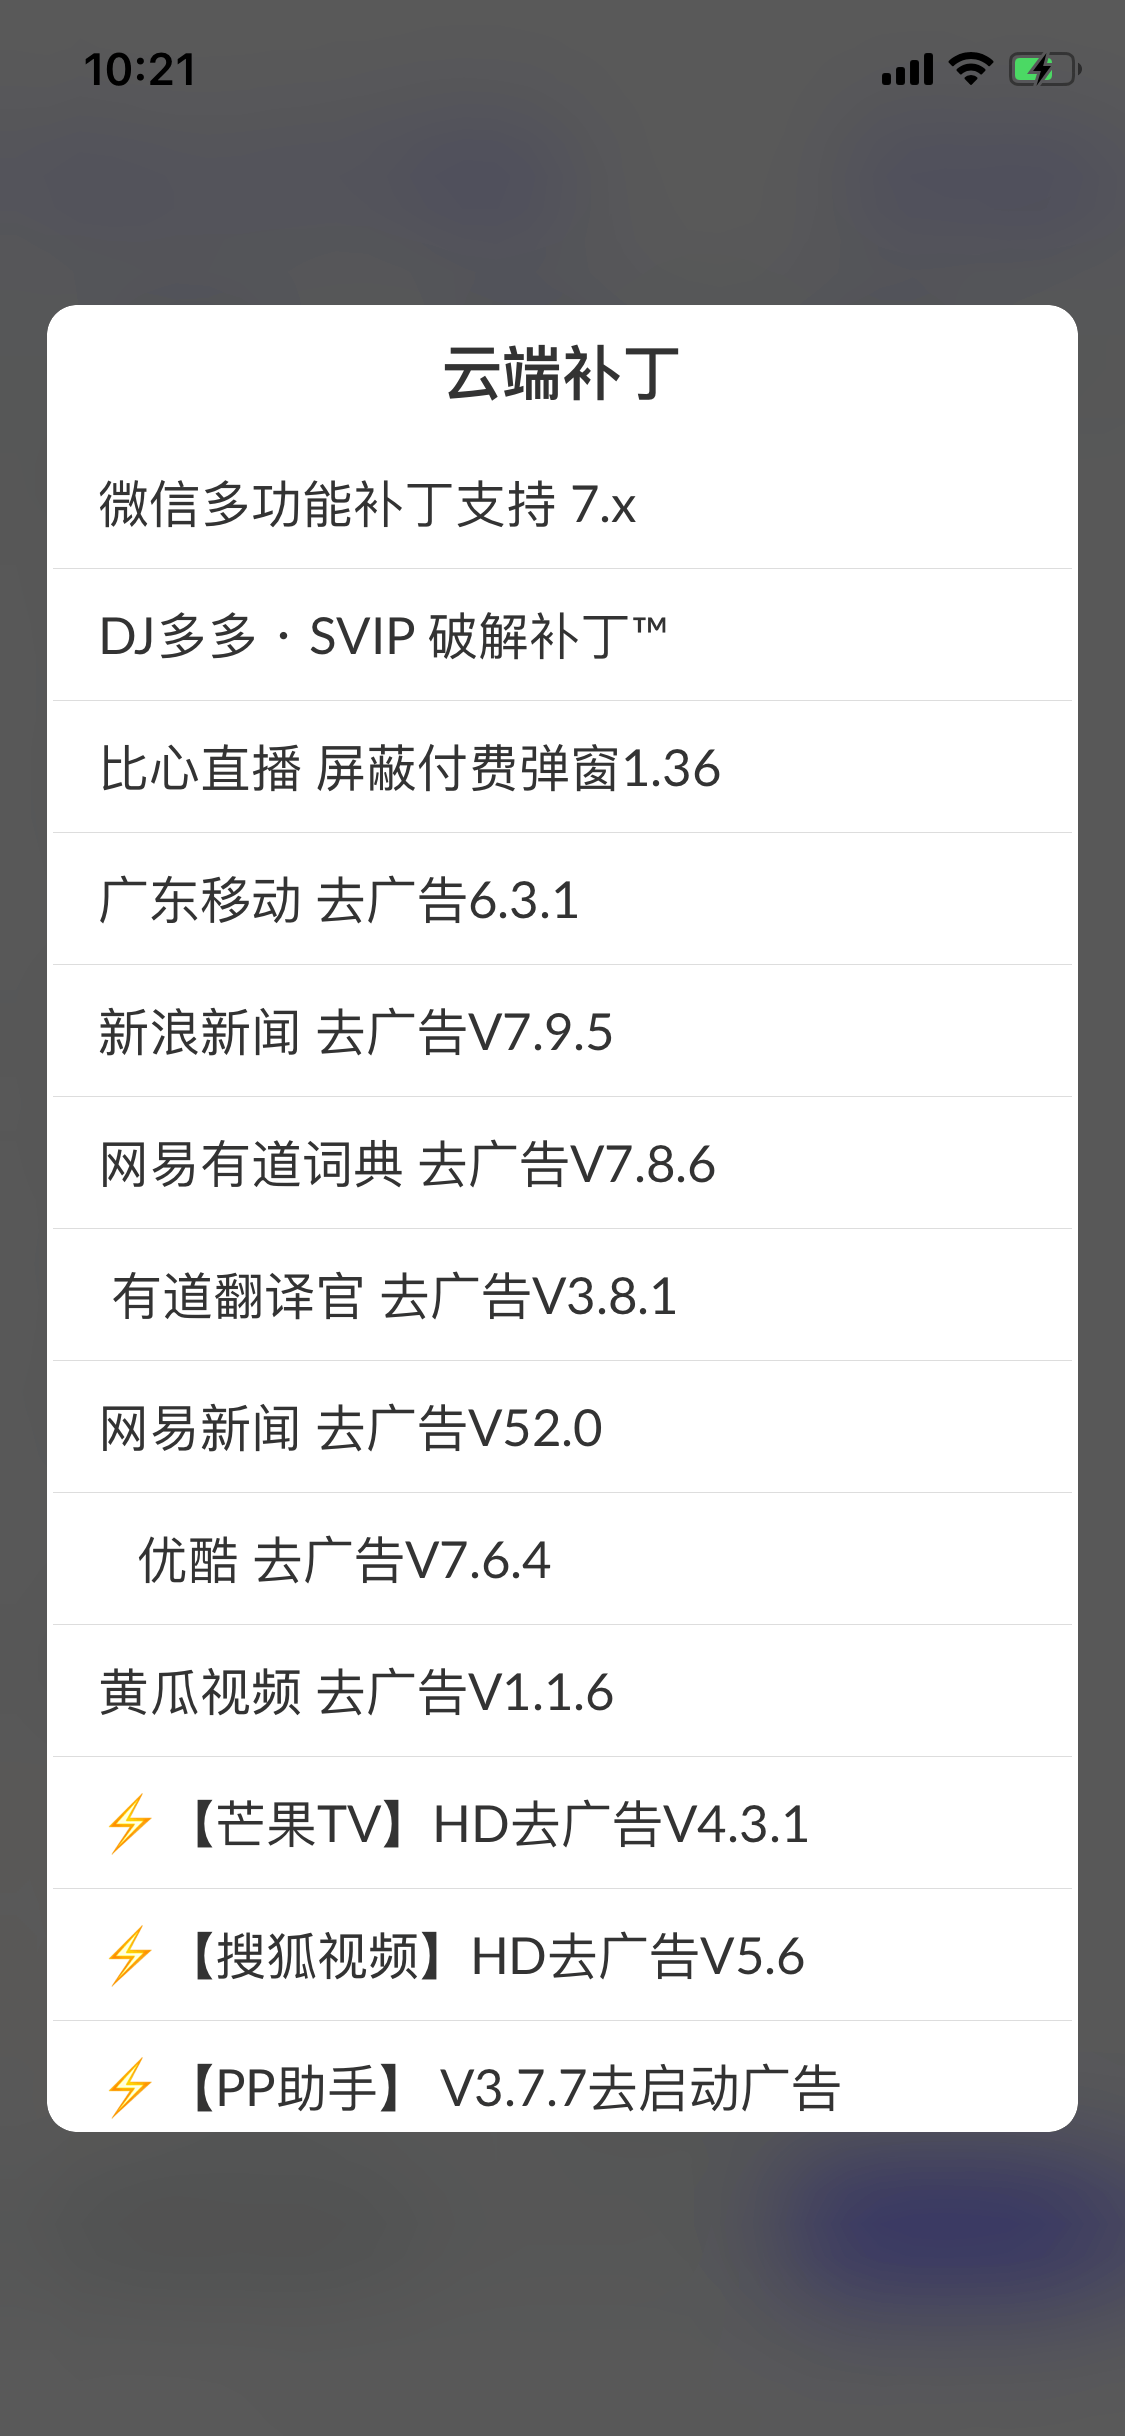 10:21
云端补丁
微信多功能补丁支持 7.x
DJ多多 · SVIP 破解补丁™
比心直播 屏蔽付费弹窗1.36
广东移动 去广告6.3.1
新浪新闻 去广告V7.9.5
网易有道词典 去广告V7.8.6
有道翻译官 去广告V3.8.1
网易新闻 去广告V52.0
优酷 去广告V7.6.4
黄瓜视频 去广告V1.1.6
⚡【芒果TV】HD去广告V4.3.1
⚡【搜狐视频】HD去广告V5.6
⚡【PP助手】 V3.7.7去启动广告